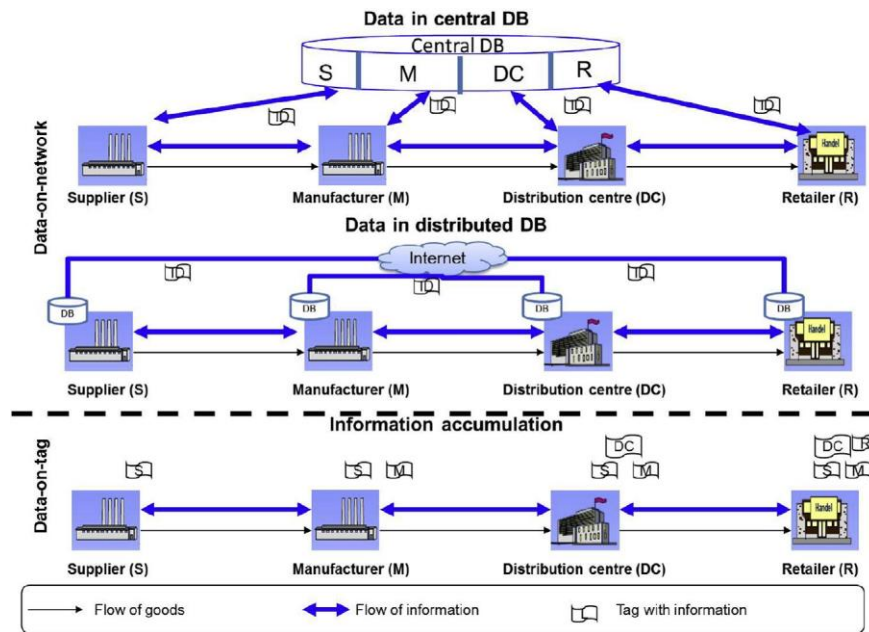 Data in central DB
Central DB
S M DC R
ID ID ID ID
Handel
Supplier (S) Manufacturer (M) Distribution centre (DC) Retailer (R)
Data-on-network
Data in distributed DB
Internet
ID ID ID
DB DB DB DB
Handel
Supplier (S) Manufacturer (M) Distribution centre (DC) Retailer (R)
Information accumulation
Data-on-tag
DC DC R
S S M S M S M
Handel
Supplier (S) Manufacturer (M) Distribution centre (DC) Retailer (R)
Flow of goods Flow of information Tag with information